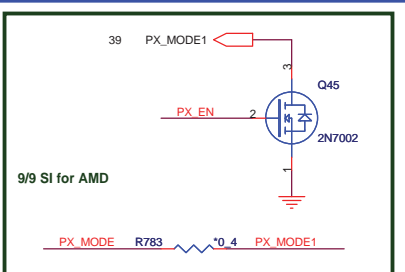 39 PX_MODE1
3
Q45
PX_EN 2
2N7002
1
9/9 SI for AMD
PX_MODE R783 *0_4 PX_MODE1